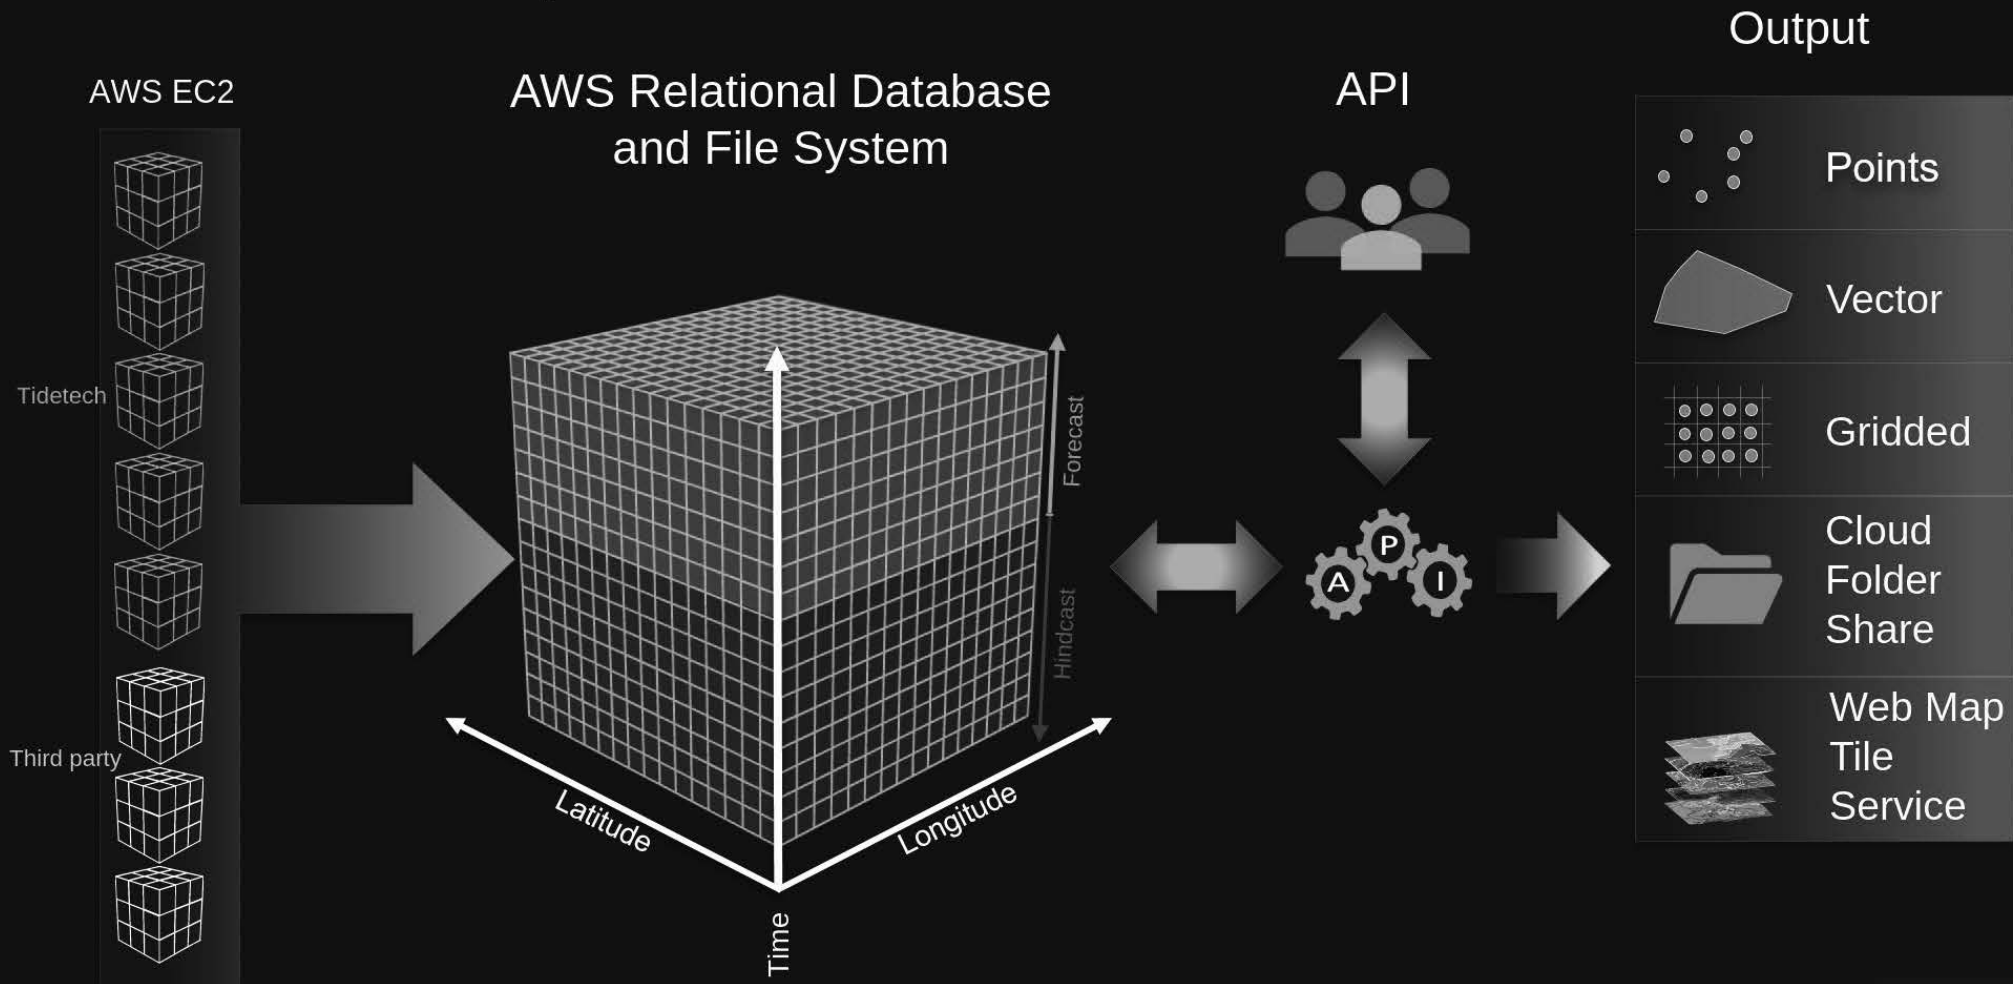 AWS EC2
Tidetech
Third party
AWS Relational Database
and File System
Forecast
Hindcast
Latitude
Longitude
Time
API
A
P
I
Output
Points
Vector
Gridded
Cloud
Folder
Share
Web Map
Tile
Service